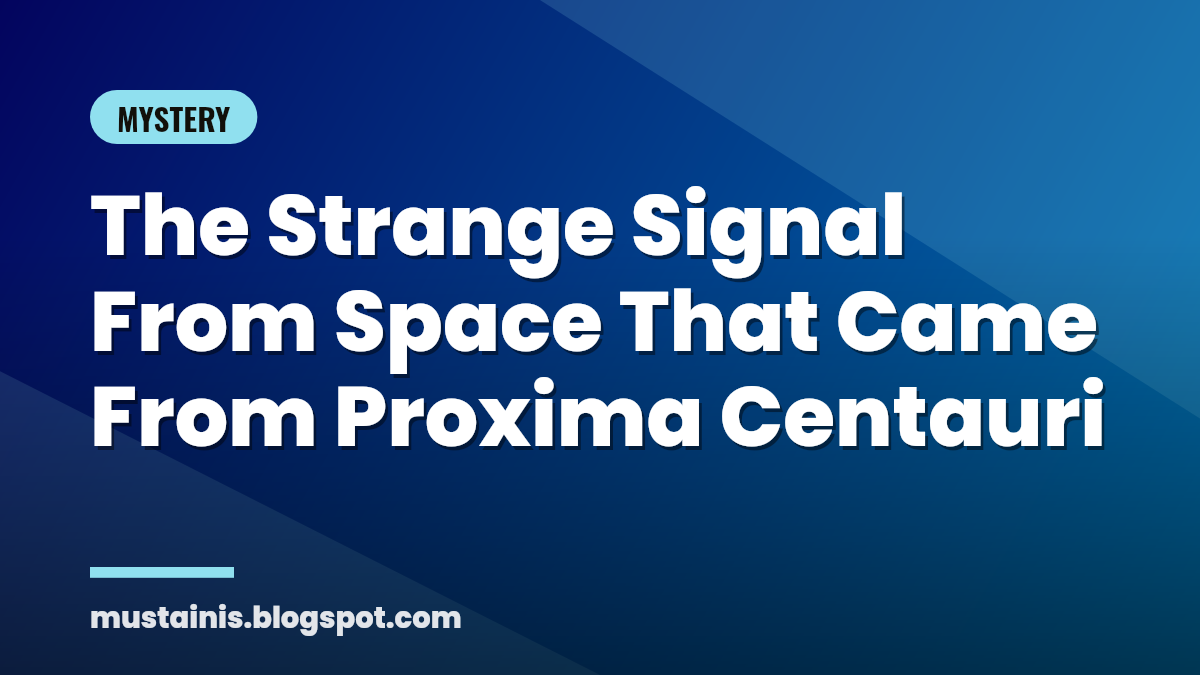 MYSTERY
The Strange Signal
From Space That Came
From Proxima Centauri
mustainis.blogspot.com